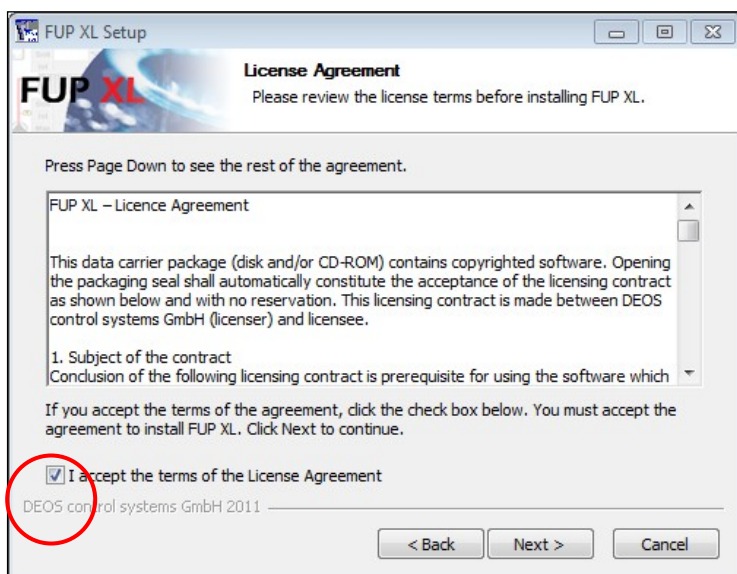 FUP XL Setup
FUP XL
License Agreement
Please review the license terms before installing FUP XL.
Press Page Down to see the rest of the agreement.
FUP XL – Licence Agreement
This data carrier package (disk and/or CD-ROM) contains copyrighted software. Opening
the packaging seal shall automatically constitute the acceptance of the licensing contract
as shown below and with no reservation. This licensing contract is made between DEOS
control systems GmbH (licenser) and licensee.
1. Subject of the contract
Conclusion of the following licensing contract is prerequisite for using the software which
If you accept the terms of the agreement, click the check box below. You must accept the
agreement to install FUP XL. Click Next to continue.
I accept the terms of the License Agreement
DEOS control systems GmbH 2011
< Back
Next >
Cancel